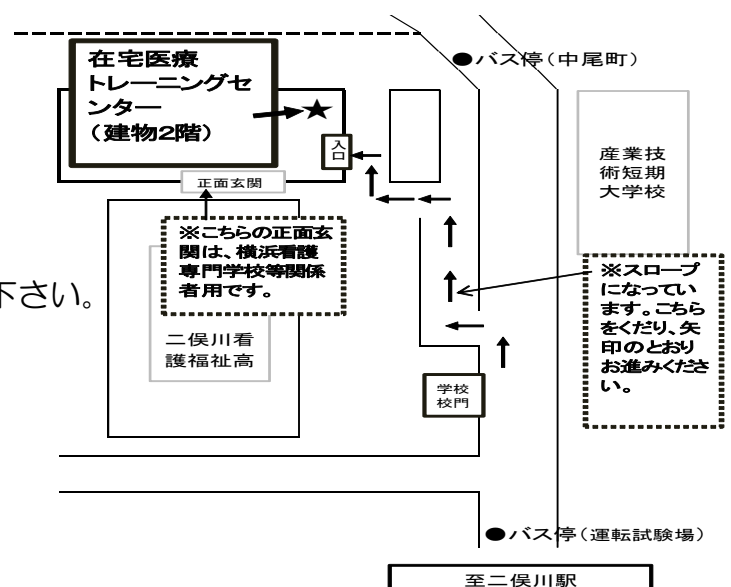 在宅医療
トレーニングセ
ンター
（建物2階）
●バス停（中尾町）
入口
産業技
術短期
大学校
正面玄関
※こちらの正面玄
関は、横浜看護
専門学校等関係
者用です。
下さい。
※スロープ
になってい
ます。こちら
をくだり、矢
印のとおり
お進みくださ
い。
二俣川看
護福祉高
学校
校門
●バス停（運転試験場）
至二俣川駅